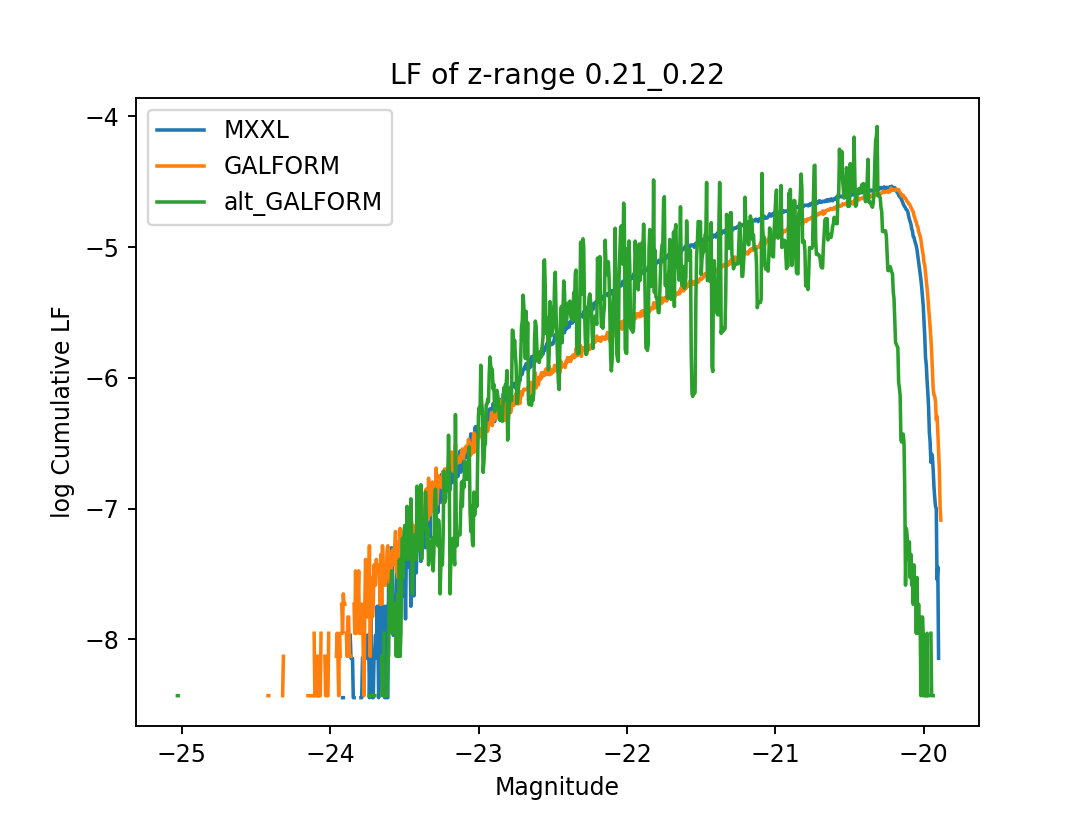 LF of z-range 0.21_0.22
MXXL
GALFORM
alt_GALFORM
log Cumulative LF
−4
−5
−6
−7
−8
−25
−24
−23
−22
−21
−20
Magnitude